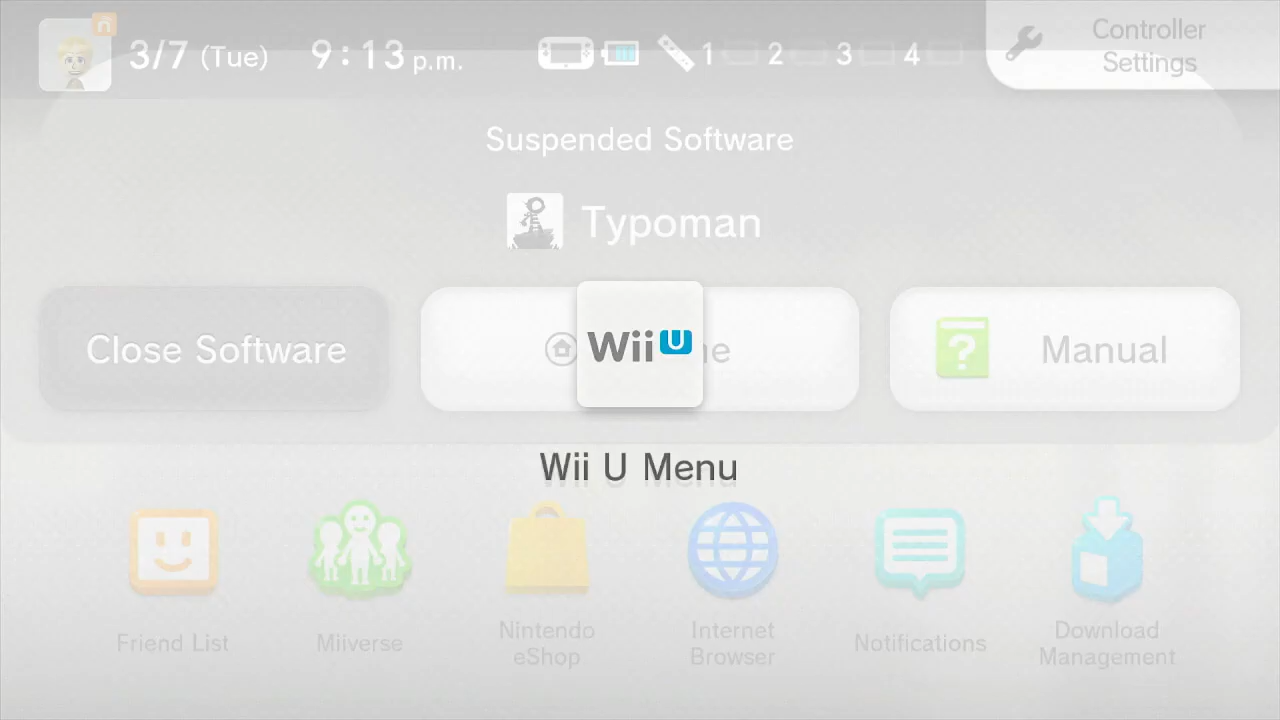 3/7 (Tue) 9:13 p.m. 1 2 3 4
Controller
Settings
Suspended Software
Typoman
Close Software
Wii U
Manual
Wii U Menu
Friend List
Miiverse
Nintendo
eShop
Internet
Browser
Notifications
Download
Management